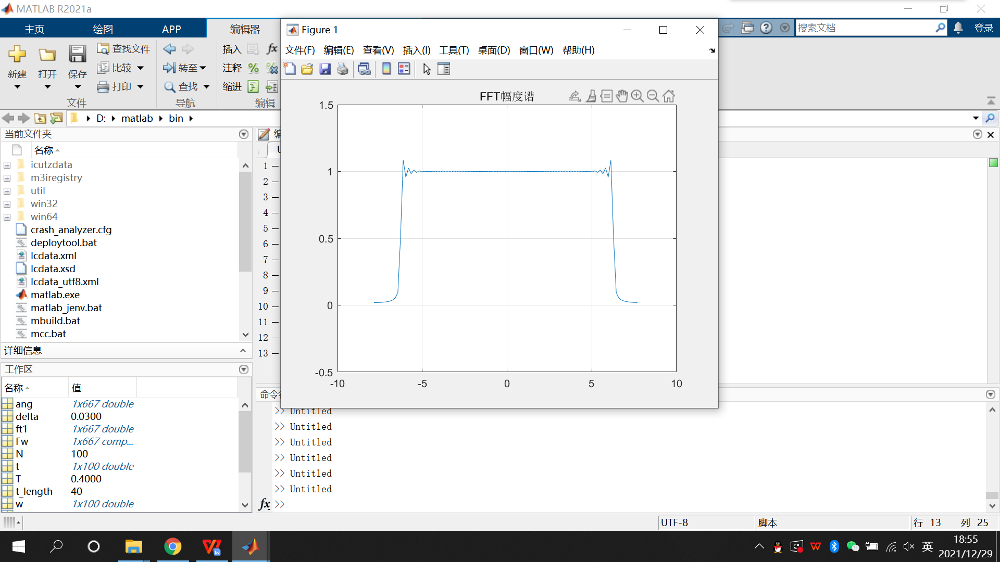 MATLAB R2021a
主页 绘图 APP 编辑器
搜索文档 登录
Figure 1
文件(F) 编辑(E) 查看(V) 插入(I) 工具(T) 桌面(D) 窗口(W) 帮助(H)
新建 打开 保存
查找文件
比较
打印
文件
转至
查找
导航
插入 fx
注释
缩进
编辑
D: matlab bin
当前文件夹
名称
icutzdata
m3iregistry
util
win32
win64
crash_analyzer.cfg
deploytool.bat
lcdata.xml
lcdata.xsd
lcdata_utf8.xml
matlab.exe
matlab_jenv.bat
mbuild.bat
mcc.bat
详细信息
工作区
名称 值
ang 1x667 double
delta 0.0300
ft1 1x667 double
Fw 1x667 comp...
N 100
t 1x100 double
T 0.4000
t_length 40
w 1x100 double
1
2
3
4
5
6
7
8
9
10
11
12
13
FFT幅度谱
1.5
1
0.5
0
-0.5
-10 -5 0 5 10
命令
>> Untitled
>> Untitled
>> Untitled
>> Untitled
>> Untitled
>> Untitled
fx >>
UTF-8 脚本 行 13 列 25
英
18:55
2021/12/29